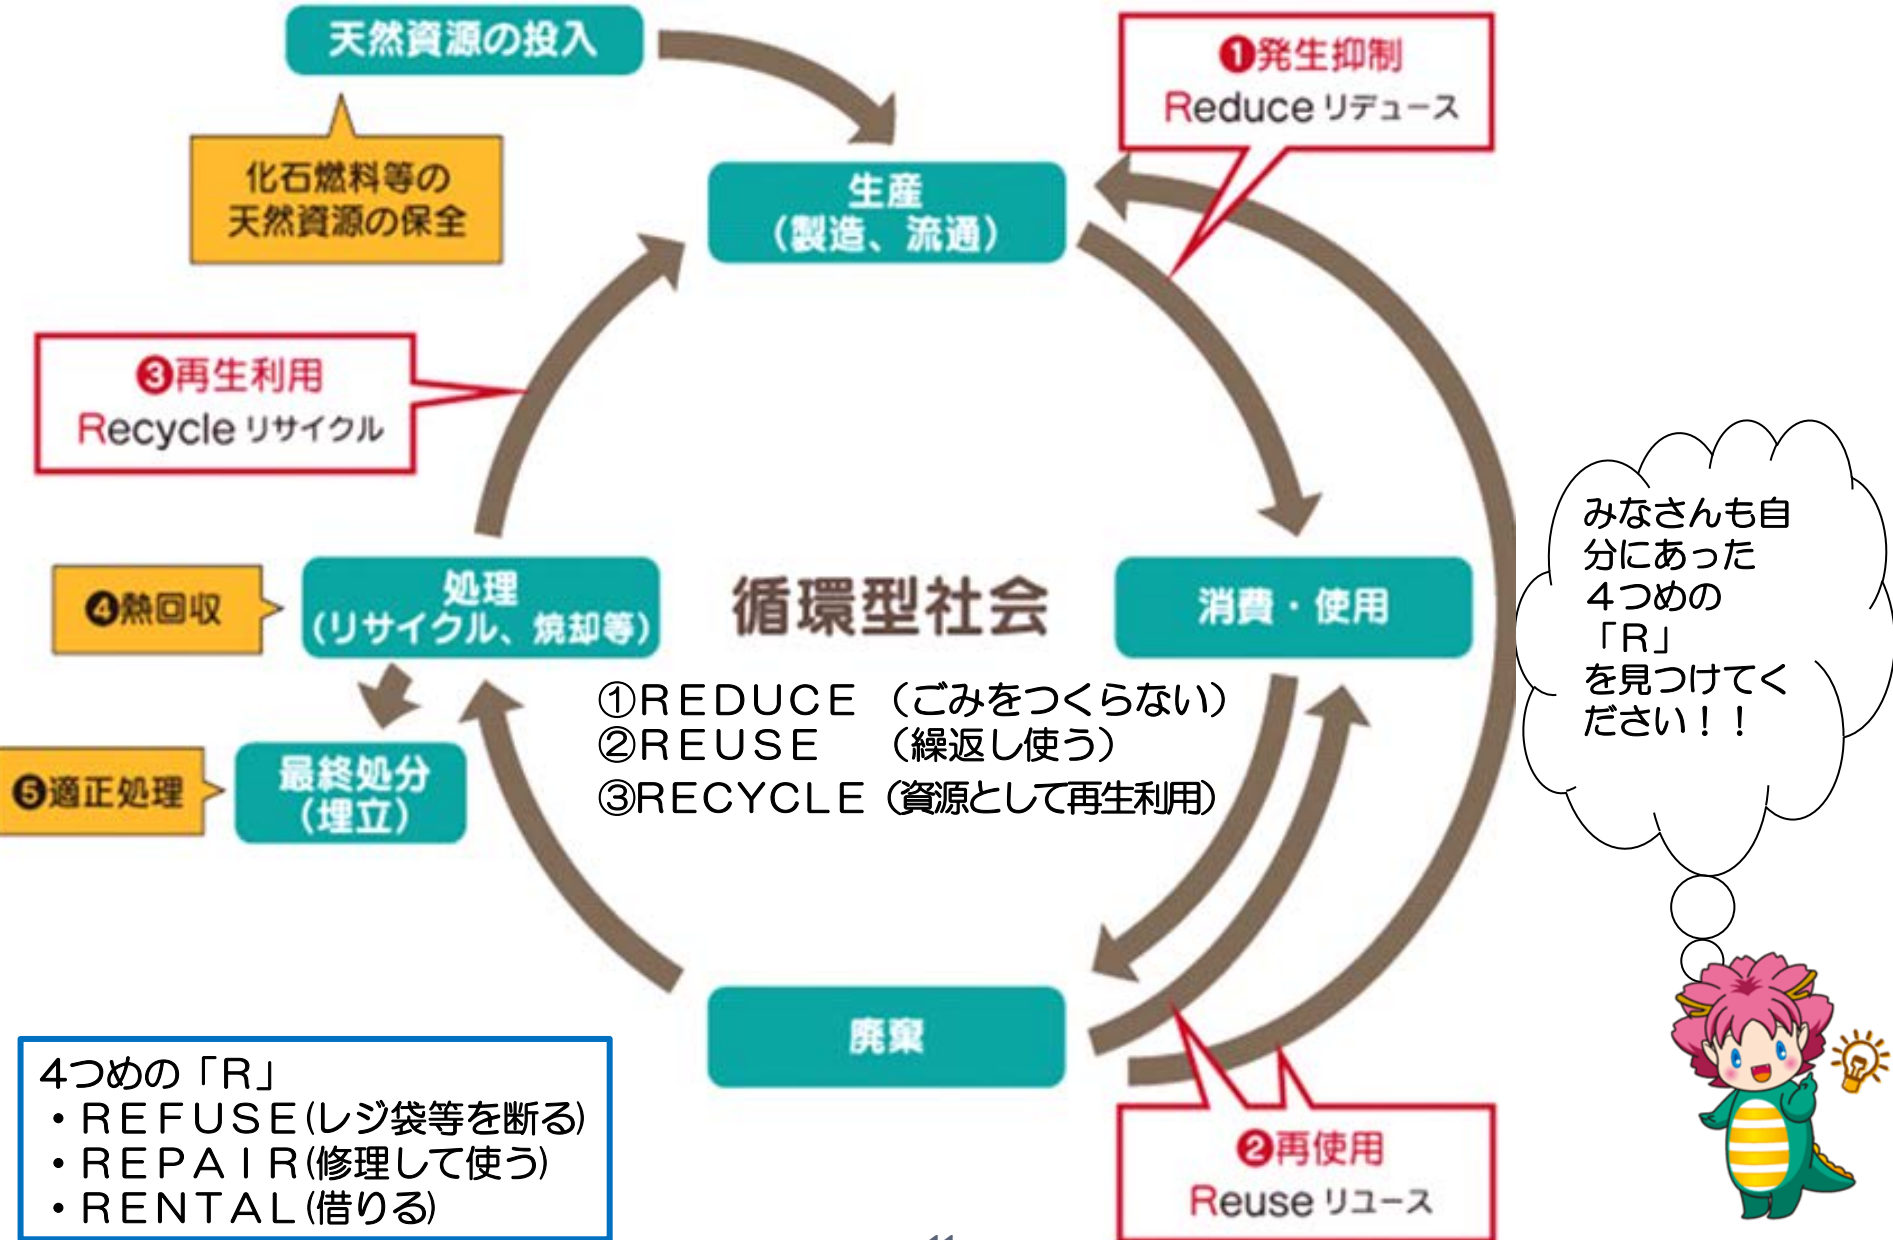 天然資源の投入
❶発生抑制
Reduce リデュース
化石燃料等の
天然資源の保全
生産
(製造、流通)
❸再生利用
Recycle リサイクル
みなさんも自
分にあった
4つめの
「R」
を見つけてく
ださい！！
❹熱回収
処理
(リサイクル、焼却等)
循環型社会
消費・使用
①REDUCE （ごみをつくらない）
②REUSE （繰返し使う）
③RECYCLE（資源として再生利用）
❺適正処理
最終処分
(埋立)
廃棄
4つめの「R」
・REFUSE(レジ袋等を断る)
・REPAIR(修理して使う)
・RENTAL(借りる)
❷再使用
Reuse リユース